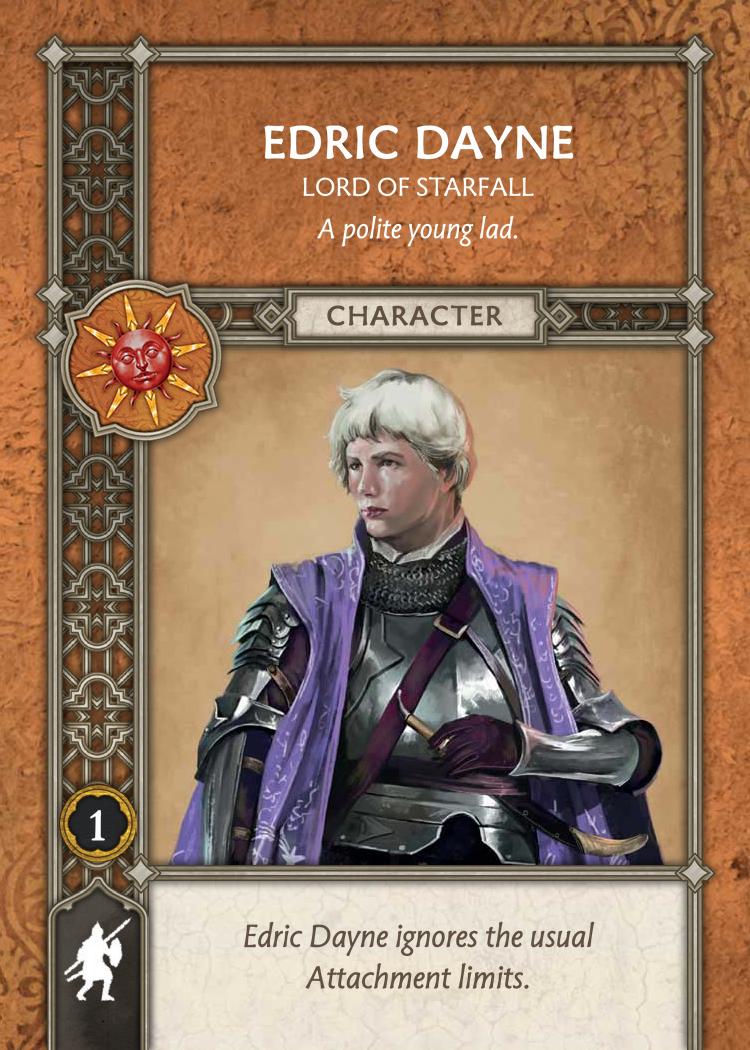 EDRIC DAYNE
LORD OF STARFALL
A polite young lad.
CHARACTER
1
Edric Dayne ignores the usual
Attachment limits.